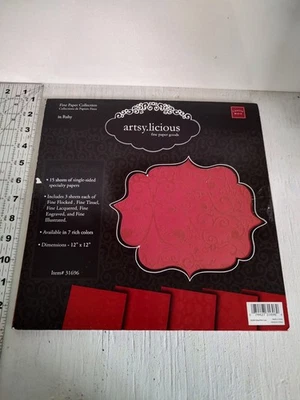 Fine Paper Collection
in Ruby
artsy.licious
fine paper goods
• 15 sheets of single-sided
specialty papers
• Includes 3 sheets each of
Fine Flocked, Fine Tinsel,
Fine Lacquered, Fine
Engraved, and Fine
Illustrated.
• Available in 7 rich colors
• Dimensions - 12" x 12"
Item# 31696